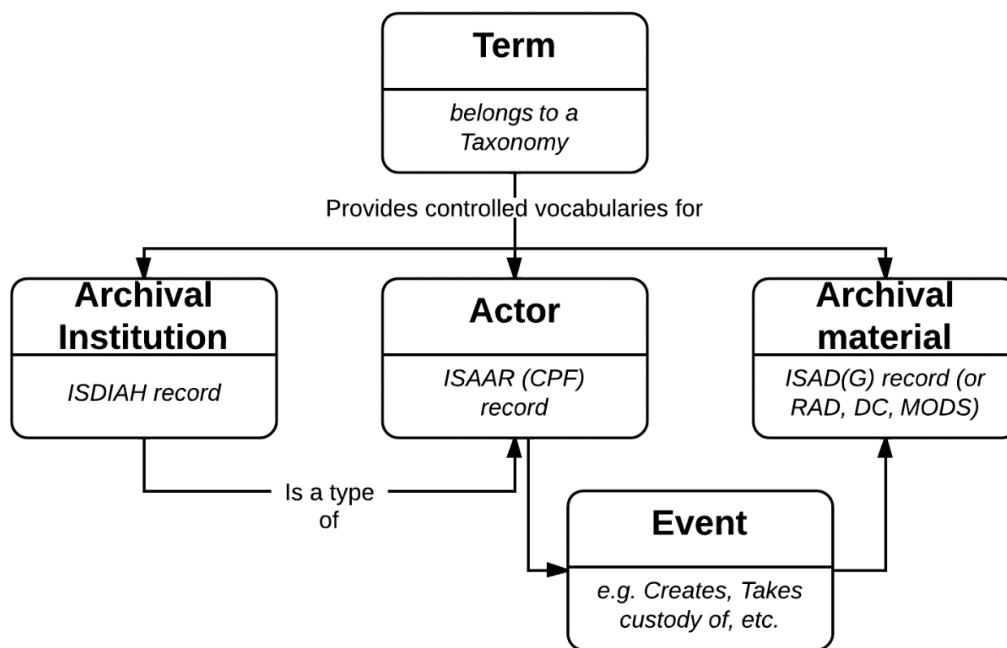 Term
belongs to a
Taxonomy
Provides controlled vocabularies for
Archival
Institution
ISDIAH record
Actor
ISAAR (CPF)
record
Archival
material
ISAD(G) record (or
RAD, DC, MODS)
Is a type
of
Event
e.g. Creates, Takes
custody of, etc.